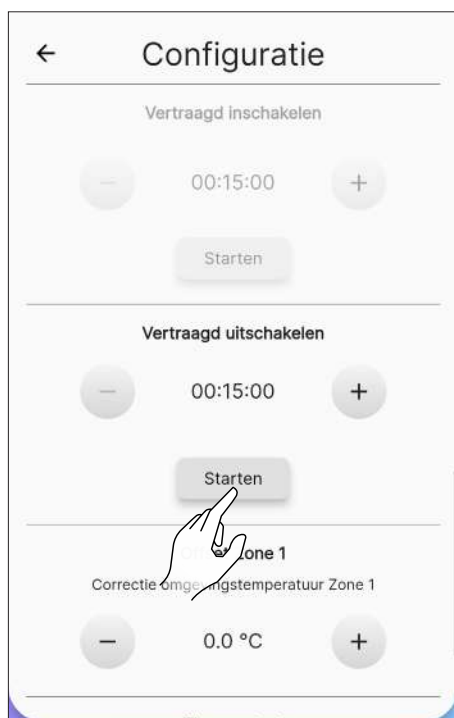 ← Configuratie
Vertraagd inschakelen
− 00:15:00 +
Starten
Vertraagd uitschakelen
− 00:15:00 +
Starten
Zone 1
Correctie omgevingstemperatuur Zone 1
− 0.0 °C +